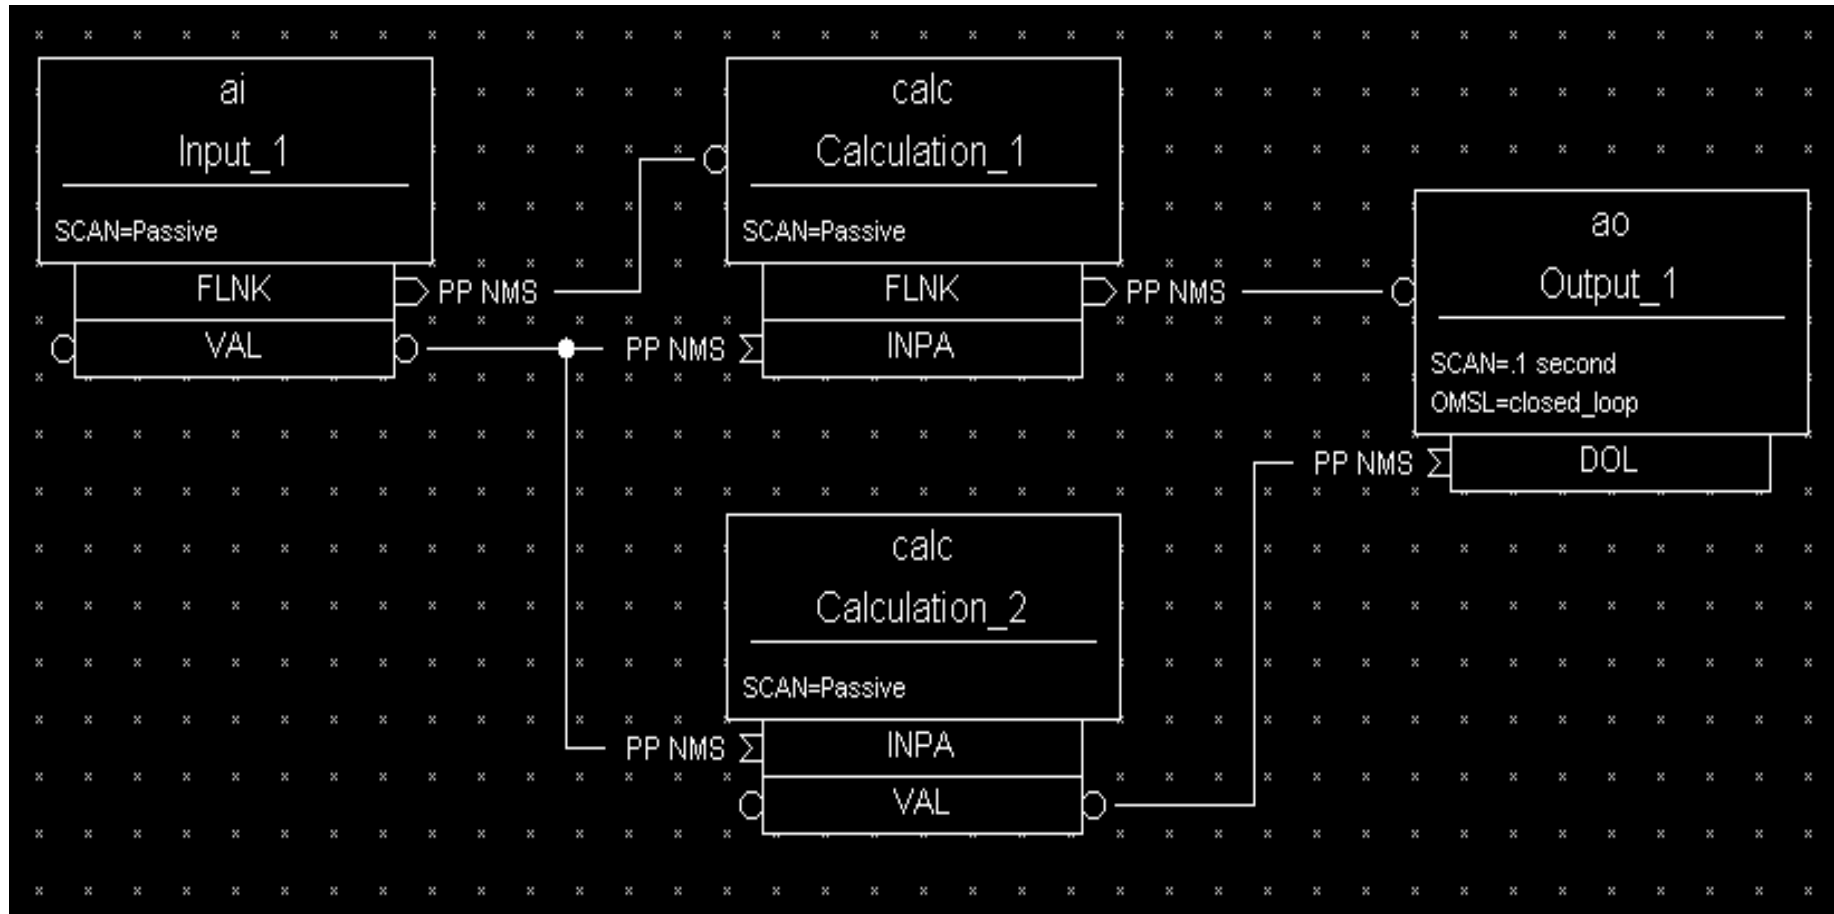 ai
Input_1
SCAN=Passive
FLNK
PP NMS
VAL
calc
Calculation_1
SCAN=Passive
FLNK
PP NMS
PP NMS
INPA
ao
Output_1
SCAN=.1 second
OMSL=closed_loop
PP NMS
DOL
calc
Calculation_2
SCAN=Passive
PP NMS
INPA
VAL